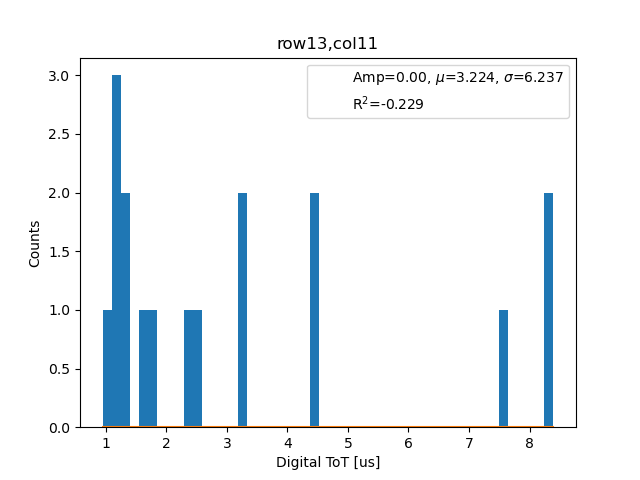 row13,col11
Amp=0.00, μ=3.224, σ=6.237
R²=-0.229
Counts
3.0
2.5
2.0
1.5
1.0
0.5
0.0
1 2 3 4 5 6 7 8
Digital ToT [us]